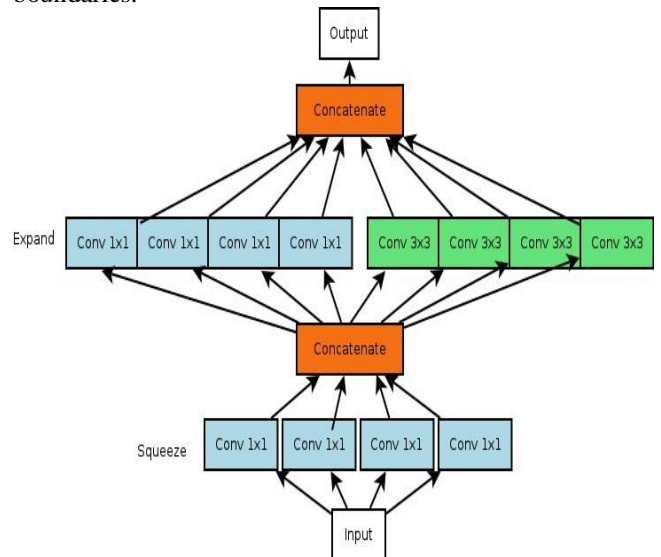 boundaries.
Output
Concatenate
Expand
Conv 1x1 Conv 1x1 Conv 1x1 Conv 1x1 Conv 3x3 Conv 3x3 Conv 3x3 Conv 3x3
Concatenate
Squeeze
Conv 1x1 Conv 1x1 Conv 1x1 Conv 1x1
Input